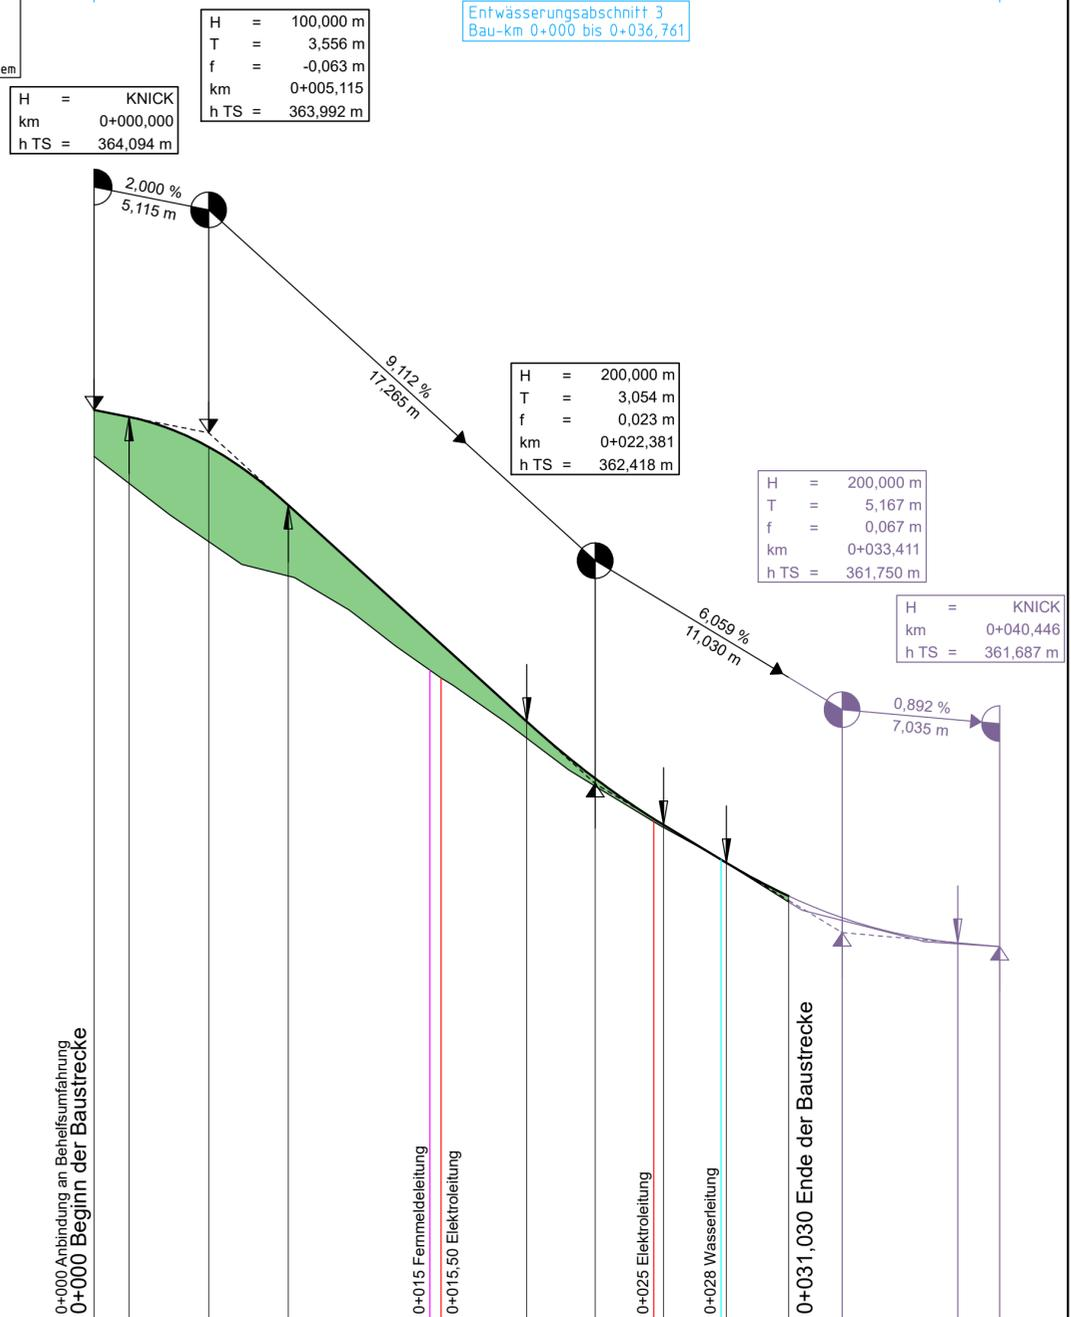 Entwässerungsabschnitt 3
Bau-km 0+000 bis 0+036,761
em
H = 100,000 m
T = 3,556 m
f = -0,063 m
km 0+005,115
h TS = 363,992 m
H = KNICK
km 0+000,000
h TS = 364,094 m
2,000 %
5,115 m
9,112 %
17,265 m
H = 200,000 m
T = 3,054 m
f = 0,023 m
km 0+022,381
h TS = 362,418 m
H = 200,000 m
T = 5,167 m
f = 0,067 m
km 0+033,411
h TS = 361,750 m
H = KNICK
km 0+040,446
h TS = 361,687 m
6,059 %
11,030 m
0,892 %
7,035 m
0+000 Anbindung an Behelfsumfahrung
0+000 Beginn der Baustrecke
0+015 Fernmeldeleitung
0+015,50 Elektroleitung
0+025 Elektroleitung
0+028 Wasserleitung
0+031,030 Ende der Baustrecke